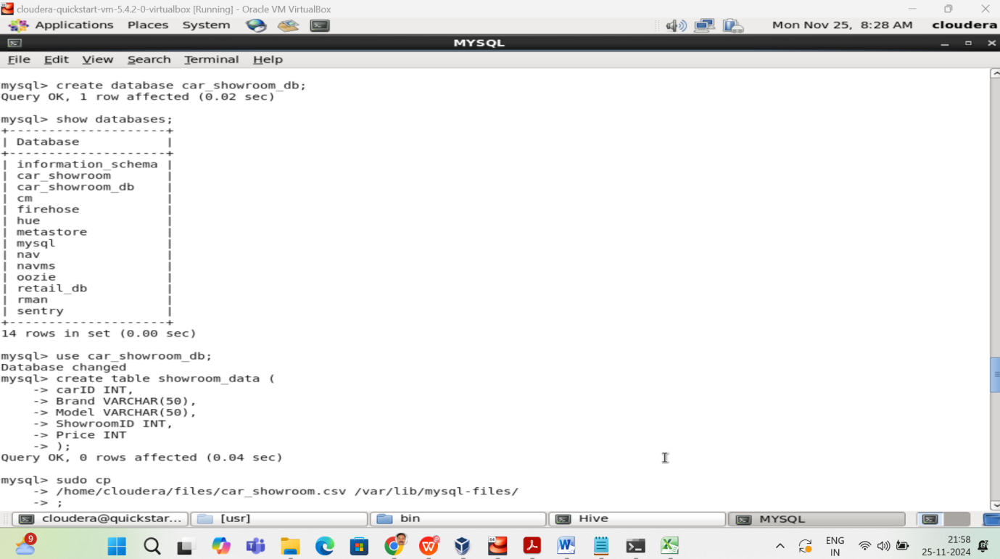 cloudera-quickstart-vm-5.4.2-0-virtualbox [Running] - Oracle VM VirtualBox
Applications Places System Mon Nov 25, 8:28 AM cloudera
MYSQL
File Edit View Search Terminal Help
mysql> create database car_showroom_db;
Query OK, 1 row affected (0.02 sec)
mysql> show databases;
+--------------------+
| Database           |
+--------------------+
| information_schema |
| car_showroom       |
| car_showroom_db    |
| cm                 |
| firehose           |
| hue                |
| metastore          |
| mysql              |
| nav                |
| navms              |
| oozie              |
| retail_db          |
| rman               |
| sentry             |
+--------------------+
14 rows in set (0.00 sec)
mysql> use car_showroom_db;
Database changed
mysql> create table showroom_data (
    -> carID INT,
    -> Brand VARCHAR(50),
    -> Model VARCHAR(50),
    -> ShowroomID INT,
    -> Price INT
    -> );
Query OK, 0 rows affected (0.04 sec)
mysql> sudo cp
    -> /home/cloudera/files/car_showroom.csv /var/lib/mysql-files/
    -> ;
cloudera@quickstar... [usr] bin Hive MYSQL
9
64
ENG
IN
21:58
25-11-2024